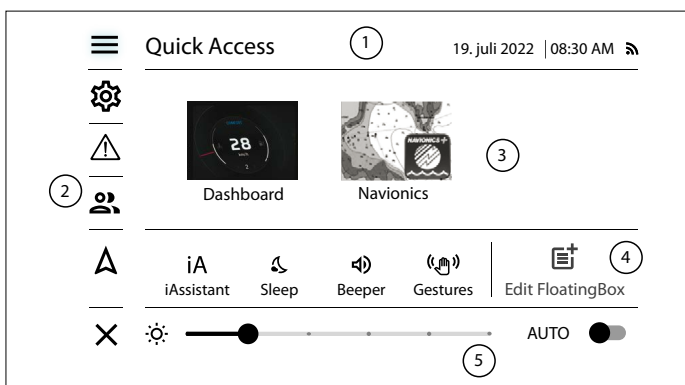 Quick Access
1
19. juli 2022 | 08:30 AM
28
NAVIONICS+
3
Dashboard
Navionics
2
iA
4
iAssistant
Sleep
Beeper
Gestures
Edit FloatingBox
AUTO
5